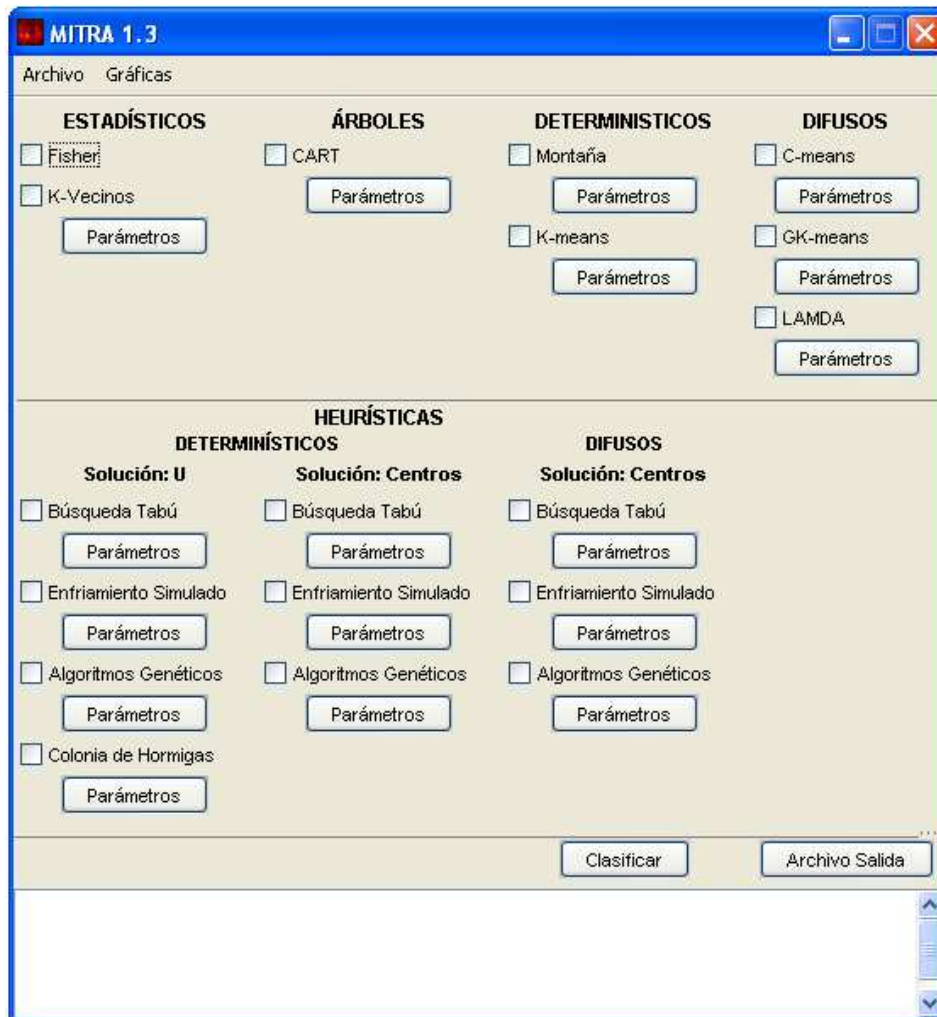 MITRA 1.3
Archivo Gráficas
ESTADÍSTICOS ÁRBOLES DETERMINISTICOS DIFUSOS
Fisher CART Montaña C-means
K-Vecinos Parámetros Parámetros Parámetros
Parámetros K-means GK-means
Parámetros Parámetros
LAMDA
Parámetros
HEURÍSTICAS
DETERMINÍSTICOS DIFUSOS
Solución: U Solución: Centros Solución: Centros
Búsqueda Tabú Búsqueda Tabú Búsqueda Tabú
Parámetros Parámetros Parámetros
Enfriamiento Simulado Enfriamiento Simulado Enfriamiento Simulado
Parámetros Parámetros Parámetros
Algoritmos Genéticos Algoritmos Genéticos Algoritmos Genéticos
Parámetros Parámetros Parámetros
Colonia de Hormigas
Parámetros
Clasificar Archivo Salida